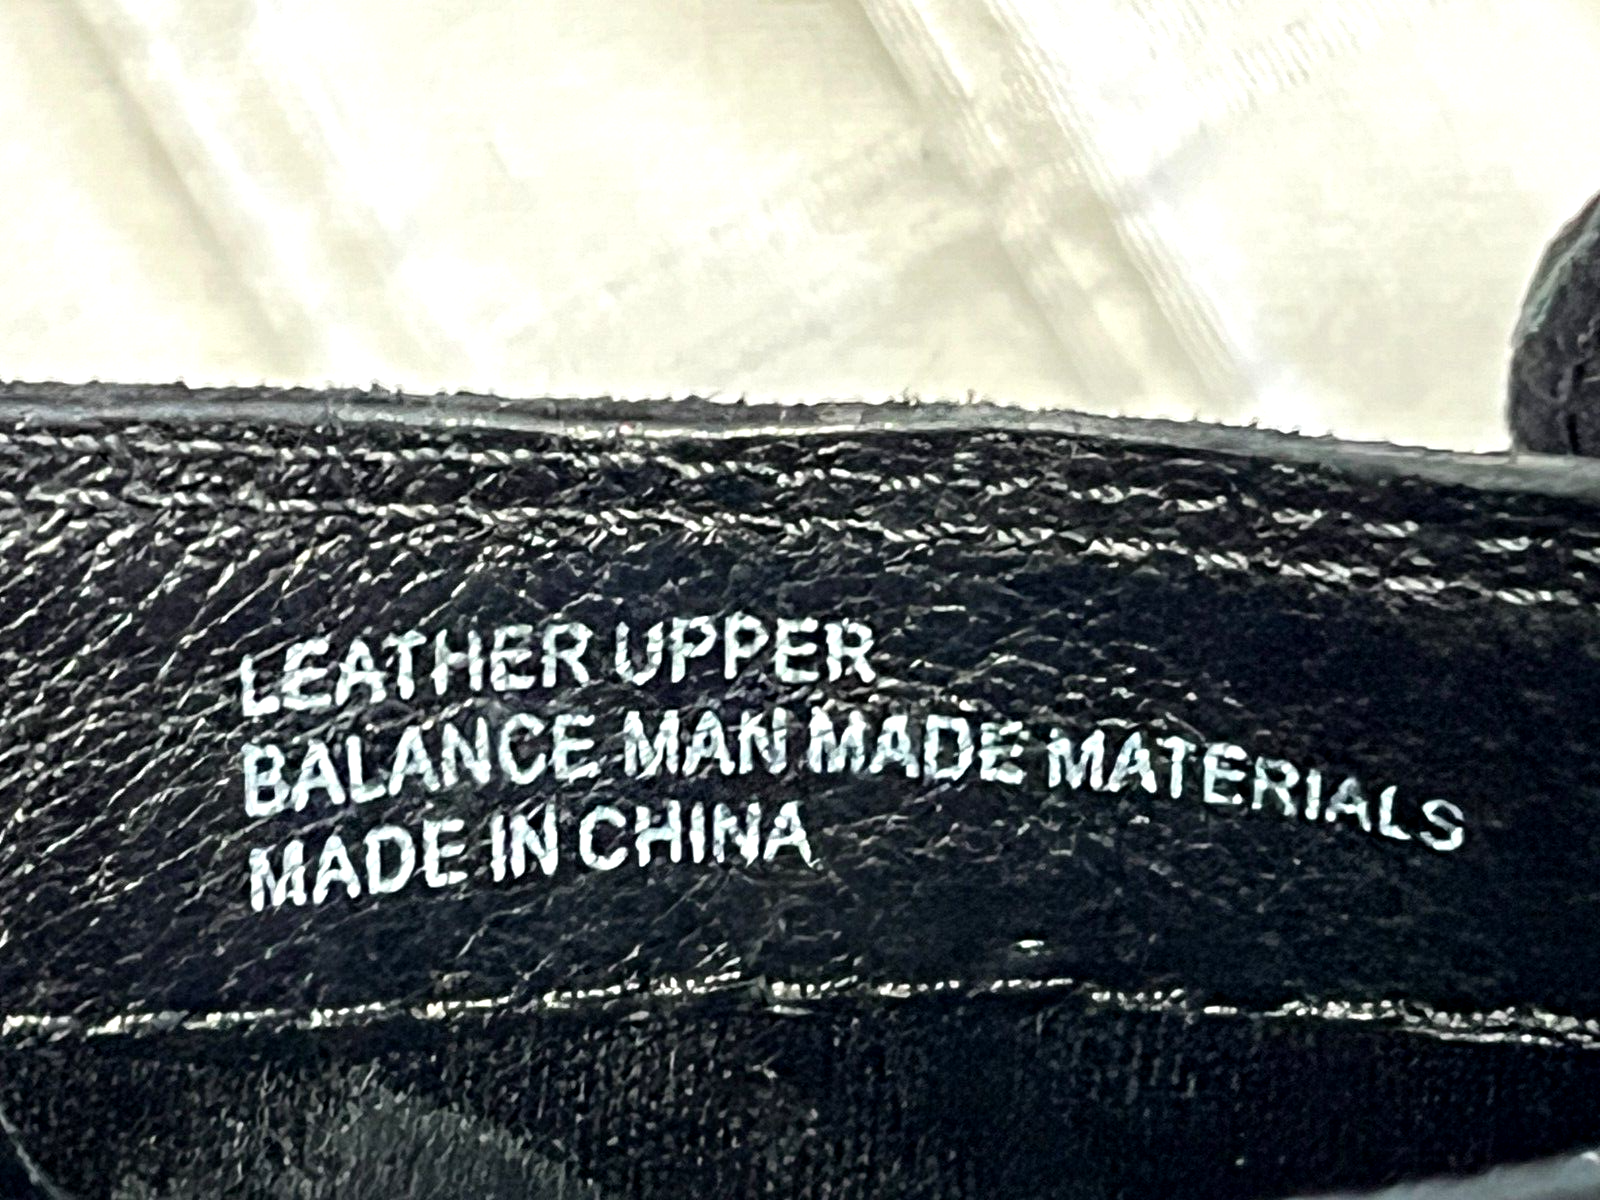 LEATHER UPPER
BALANCE MAN MADE MATERIALS
MADE IN CHINA